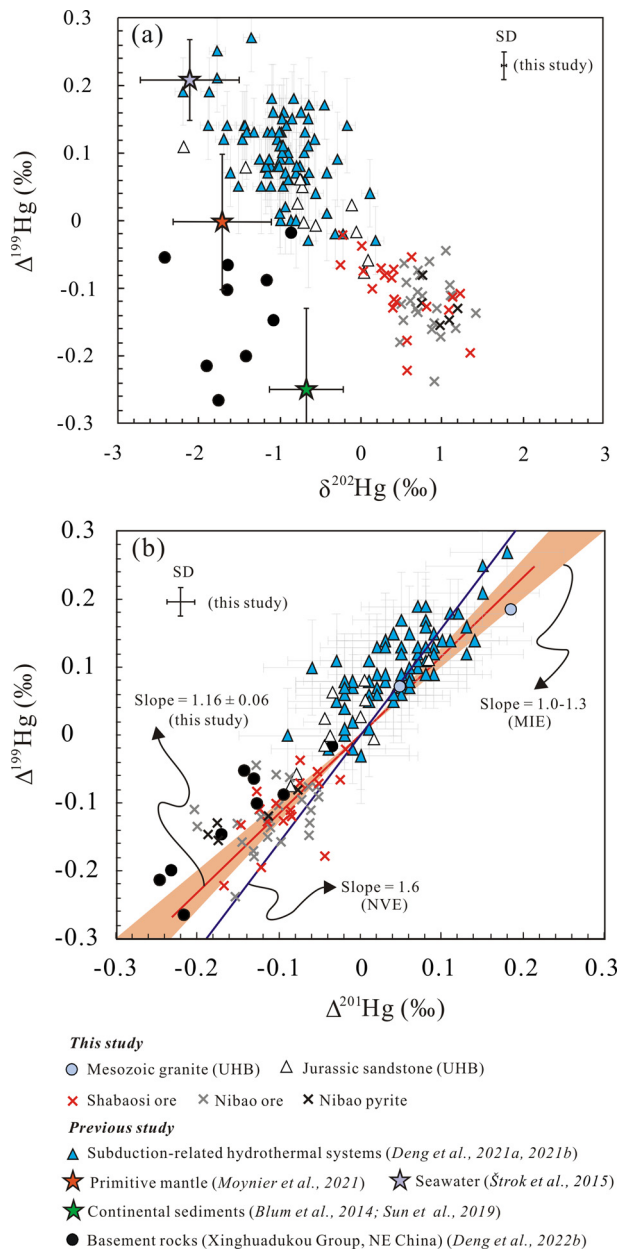 (a)
SD
(this study)
0.3
0.2
0.1
0
-0.1
-0.2
-0.3
Δ¹⁹⁹Hg (‰)
-3 -2 -1 0 1 2 3
δ²⁰²Hg (‰)
(b)
SD
(this study)
0.3
0.2
0.1
0
-0.1
-0.2
-0.3
Δ¹⁹⁹Hg (‰)
Slope = 1.16 ± 0.06
(this study)
Slope = 1.0-1.3
(MIE)
Slope = 1.6
(NVE)
-0.3 -0.2 -0.1 0 0.1 0.2 0.3
Δ²⁰¹Hg (‰)
This study
Mesozoic granite (UHB) Jurassic sandstone (UHB)
Shabaosi ore Nibao ore Nibao pyrite
Previous study
Subduction-related hydrothermal systems (Deng et al., 2021a, 2021b)
Primitive mantle (Moynier et al., 2021) Seawater (Štrok et al., 2015)
Continental sediments (Blum et al., 2014; Sun et al., 2019)
Basement rocks (Xinghuadukou Group, NE China) (Deng et al., 2022b)